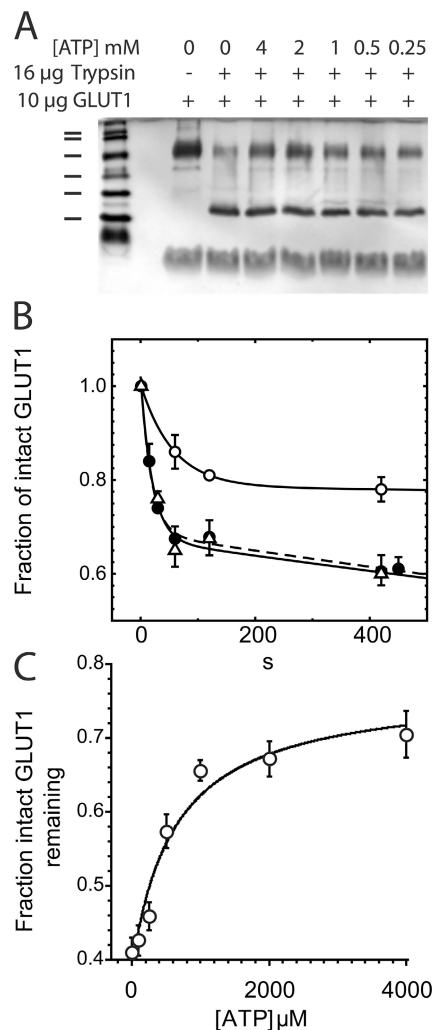 A
[ATP] mM 0 0 4 2 1 0.5 0.25
16 µg Trypsin - + + + + + +
10 µg GLUT1 + + + + + + +
B
Fraction of intact GLUT1
1.0
0.8
0.6
0 200 400
s
C
Fraction intact GLUT1
remaining
0.8
0.7
0.6
0.5
0.4
0 2000 4000
[ATP]µM